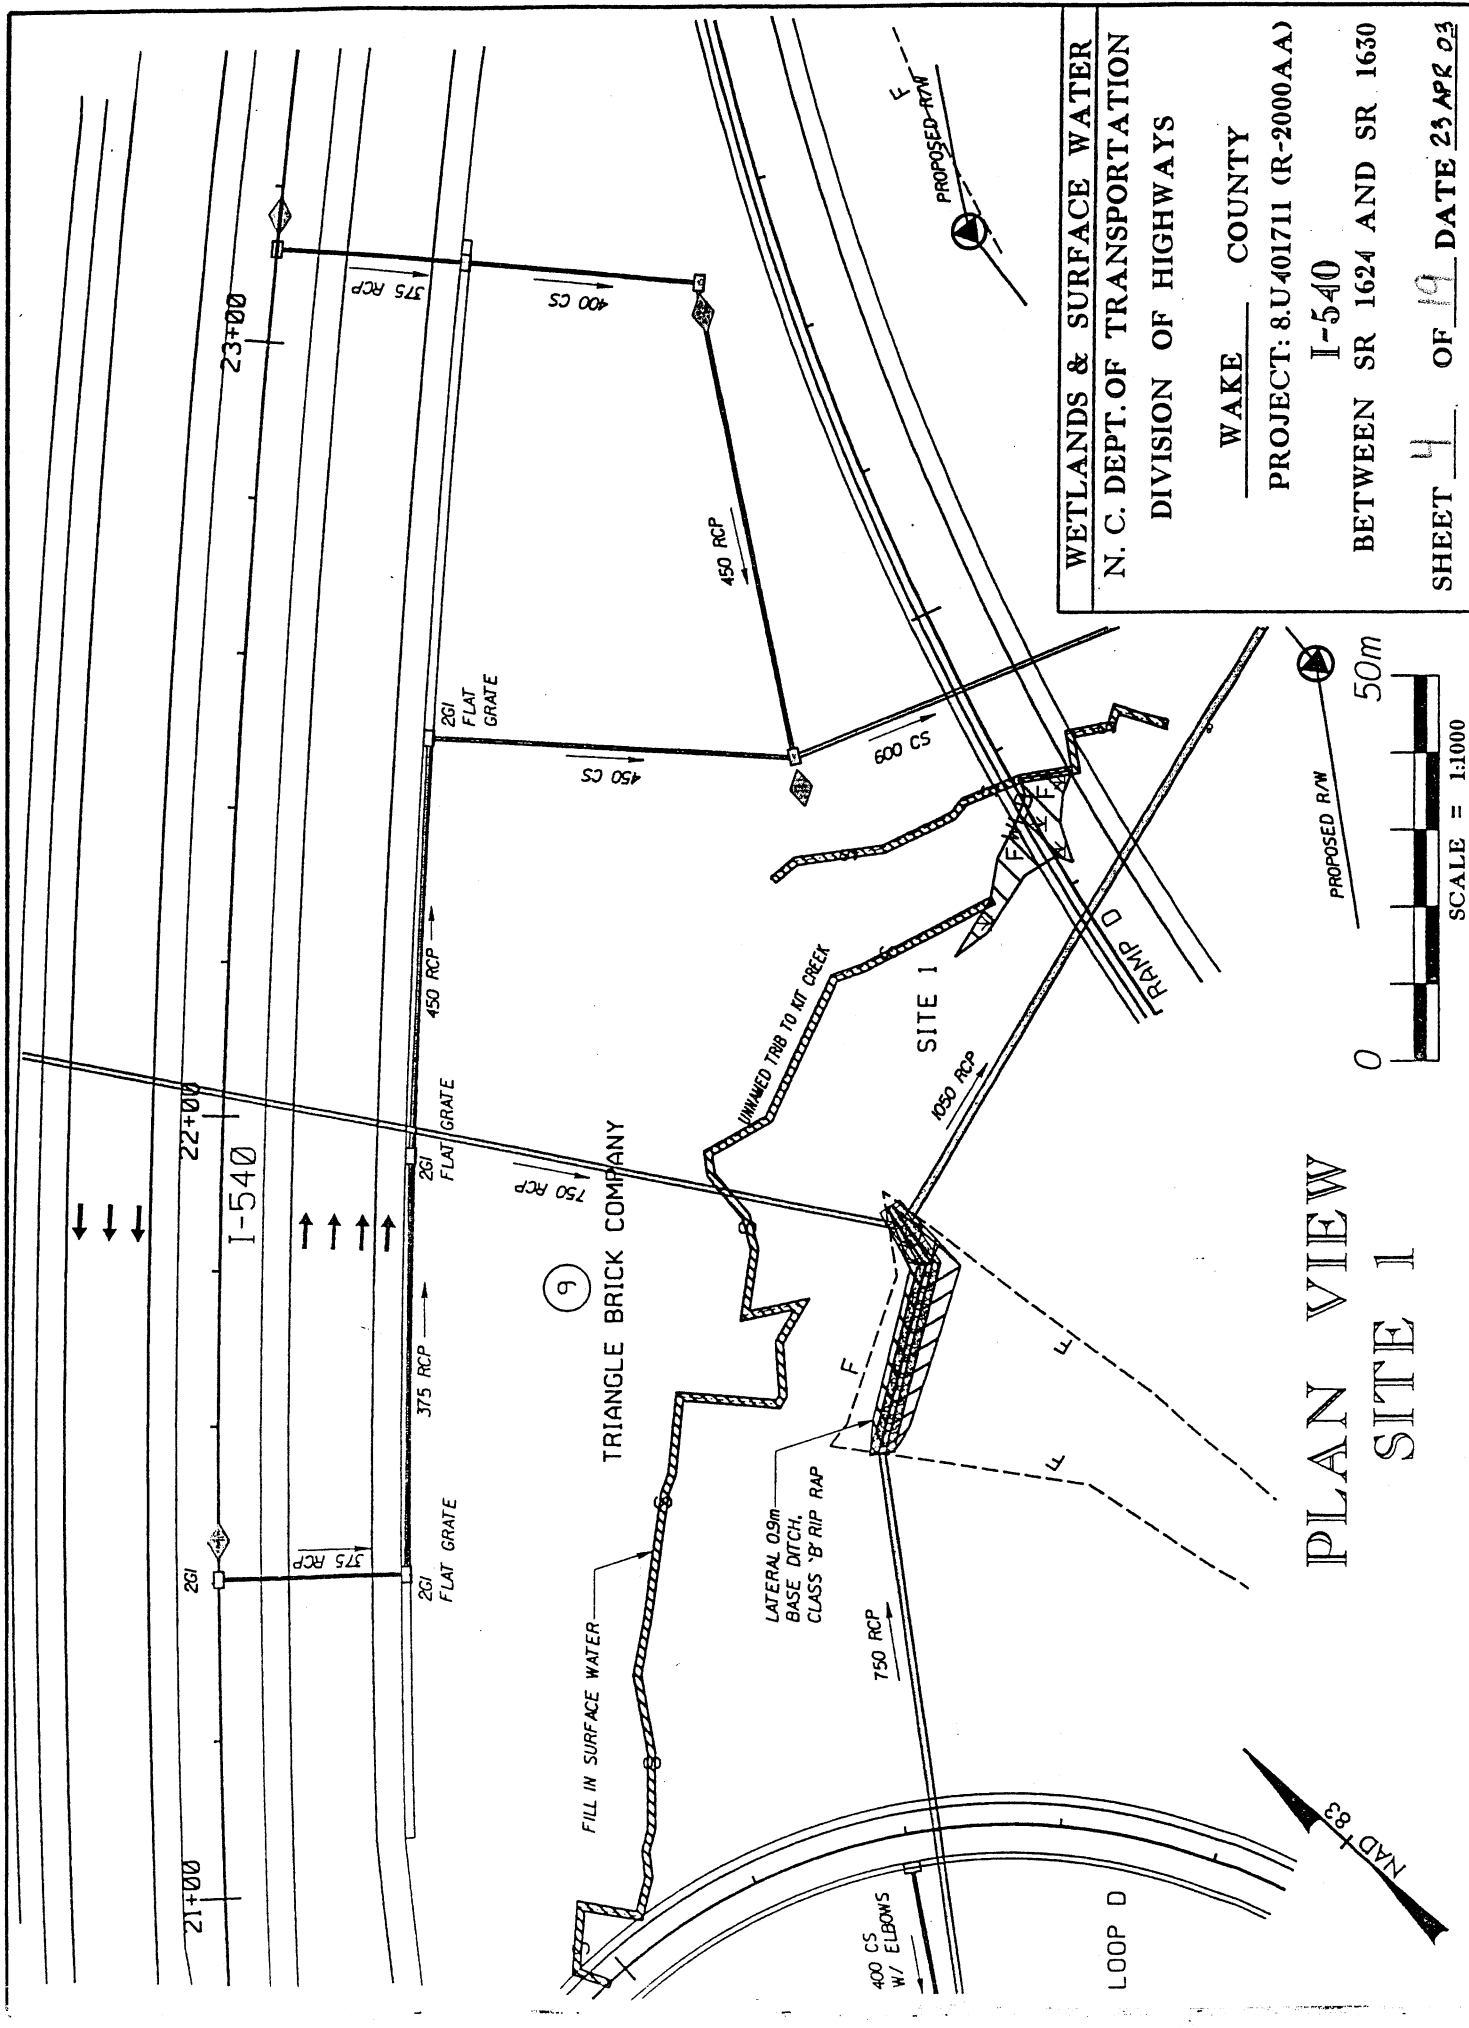 21+00
22+00
23+00
I-540
2GI
375 RCP
2GI
FLAT GRATE
375 RCP
2GI
FLAT GRATE
450 RCP
2GI
FLAT
GRATE
375 RCP
400 CS
450 RCP
450 CS
600 CS
750 RCP
9
TRIANGLE BRICK COMPANY
FILL IN SURFACE WATER
UNNAMED TRIB TO KIT CREEK
SITE 1
LATERAL 0.9m
BASE DITCH,
CLASS 'B' RIP RAP
750 RCP
1050 RCP
400 CS
W/ ELBOWS
LOOP D
RAMP D
S
S
S
S
F
F
F
F W
F
F
PROPOSED R/W
PROPOSED R/W
NAD 83
PLAN VIEW
SITE 1
0
50m
SCALE = 1:1000
WETLANDS & SURFACE WATER
N. C. DEPT. OF TRANSPORTATION
DIVISION OF HIGHWAYS
WAKE COUNTY
PROJECT: 8.U401711 (R-2000AA)
I-540
BETWEEN SR 1624 AND SR 1630
SHEET 4 OF 19 DATE 23 APR 03